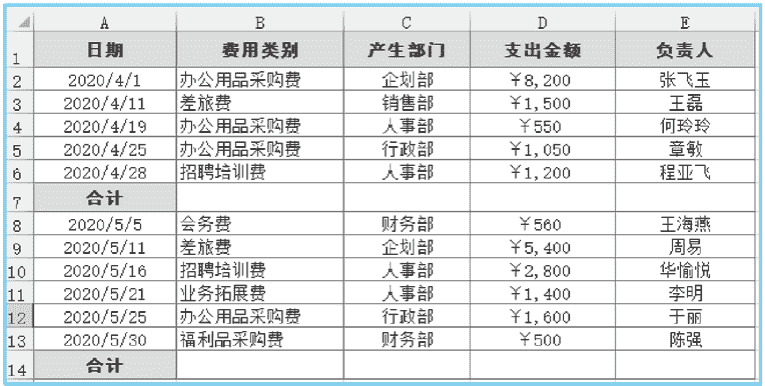 A B C D E
1 日期 费用类别 产生部门 支出金额 负责人
2 2020/4/1 办公用品采购费 企划部 ￥8,200 张飞玉
3 2020/4/11 差旅费 销售部 ￥1,500 王磊
4 2020/4/19 办公用品采购费 人事部 ￥550 何玲玲
5 2020/4/25 办公用品采购费 行政部 ￥1,050 章敏
6 2020/4/28 招聘培训费 人事部 ￥1,200 程亚飞
7 合计
8 2020/5/5 会务费 财务部 ￥560 王海燕
9 2020/5/11 差旅费 企划部 ￥5,400 周易
10 2020/5/16 招聘培训费 人事部 ￥2,800 华愉悦
11 2020/5/21 业务拓展费 人事部 ￥1,400 李明
12 2020/5/25 办公用品采购费 行政部 ￥1,600 于丽
13 2020/5/30 福利品采购费 财务部 ￥500 陈强
14 合计